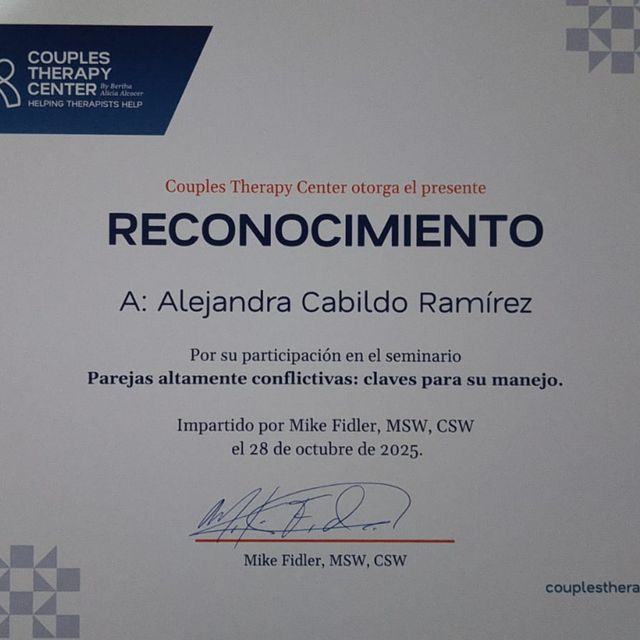 COUPLES
THERAPY
CENTER By Bertha
Alicia Alcocer
HELPING THERAPISTS HELP
Couples Therapy Center otorga el presente
RECONOCIMIENTO
A: Alejandra Cabildo Ramírez
Por su participación en el seminario
Parejas altamente conflictivas: claves para su manejo.
Impartido por Mike Fidler, MSW, CSW
el 28 de octubre de 2025.
Mike Fidler, MSW, CSW
couplesthera